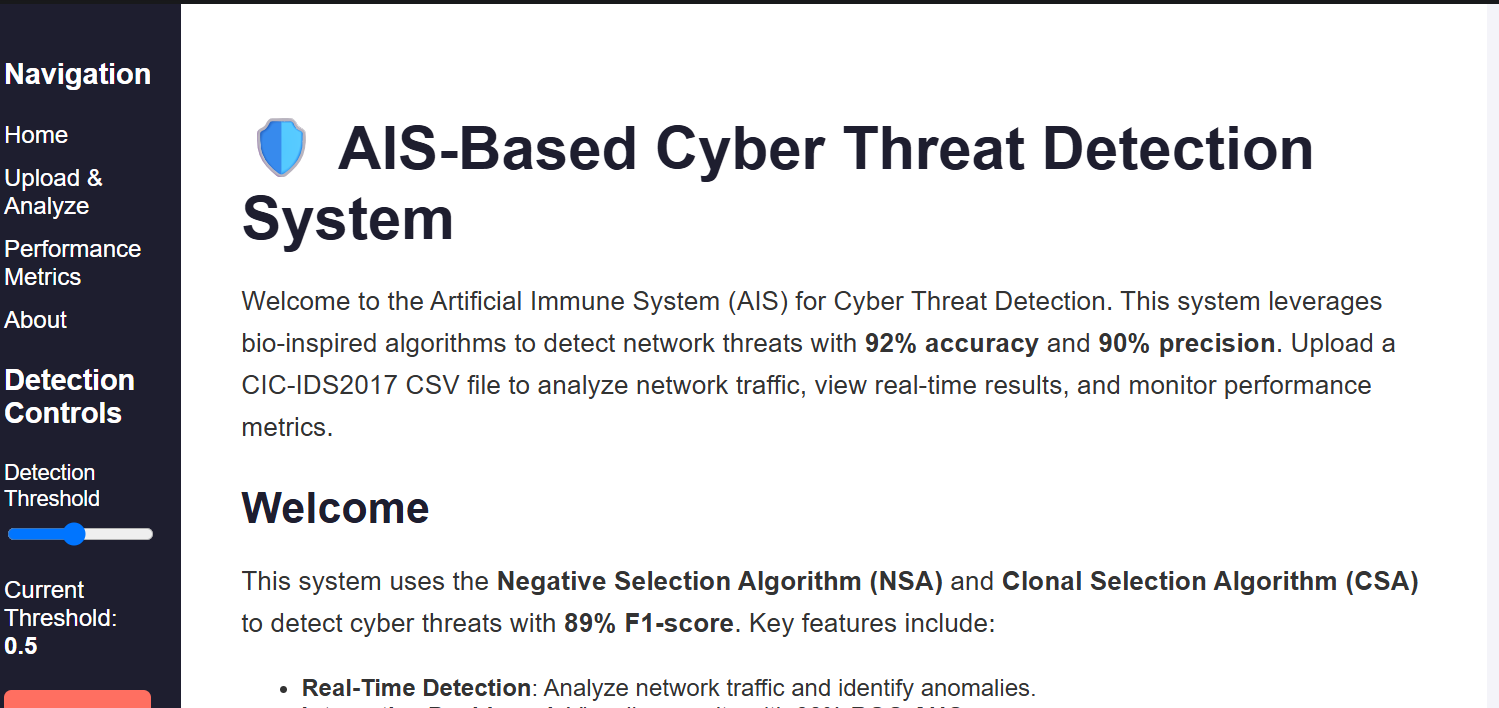 Navigation
Home
Upload &
Analyze
Performance
Metrics
About
Detection
Controls
Detection
Threshold
Current
Threshold:
0.5
AIS-Based Cyber Threat Detection
System
Welcome to the Artificial Immune System (AIS) for Cyber Threat Detection. This system leverages
bio-inspired algorithms to detect network threats with 92% accuracy and 90% precision. Upload a
CIC-IDS2017 CSV file to analyze network traffic, view real-time results, and monitor performance
metrics.
Welcome
This system uses the Negative Selection Algorithm (NSA) and Clonal Selection Algorithm (CSA)
to detect cyber threats with 89% F1-score. Key features include:
• Real-Time Detection: Analyze network traffic and identify anomalies.